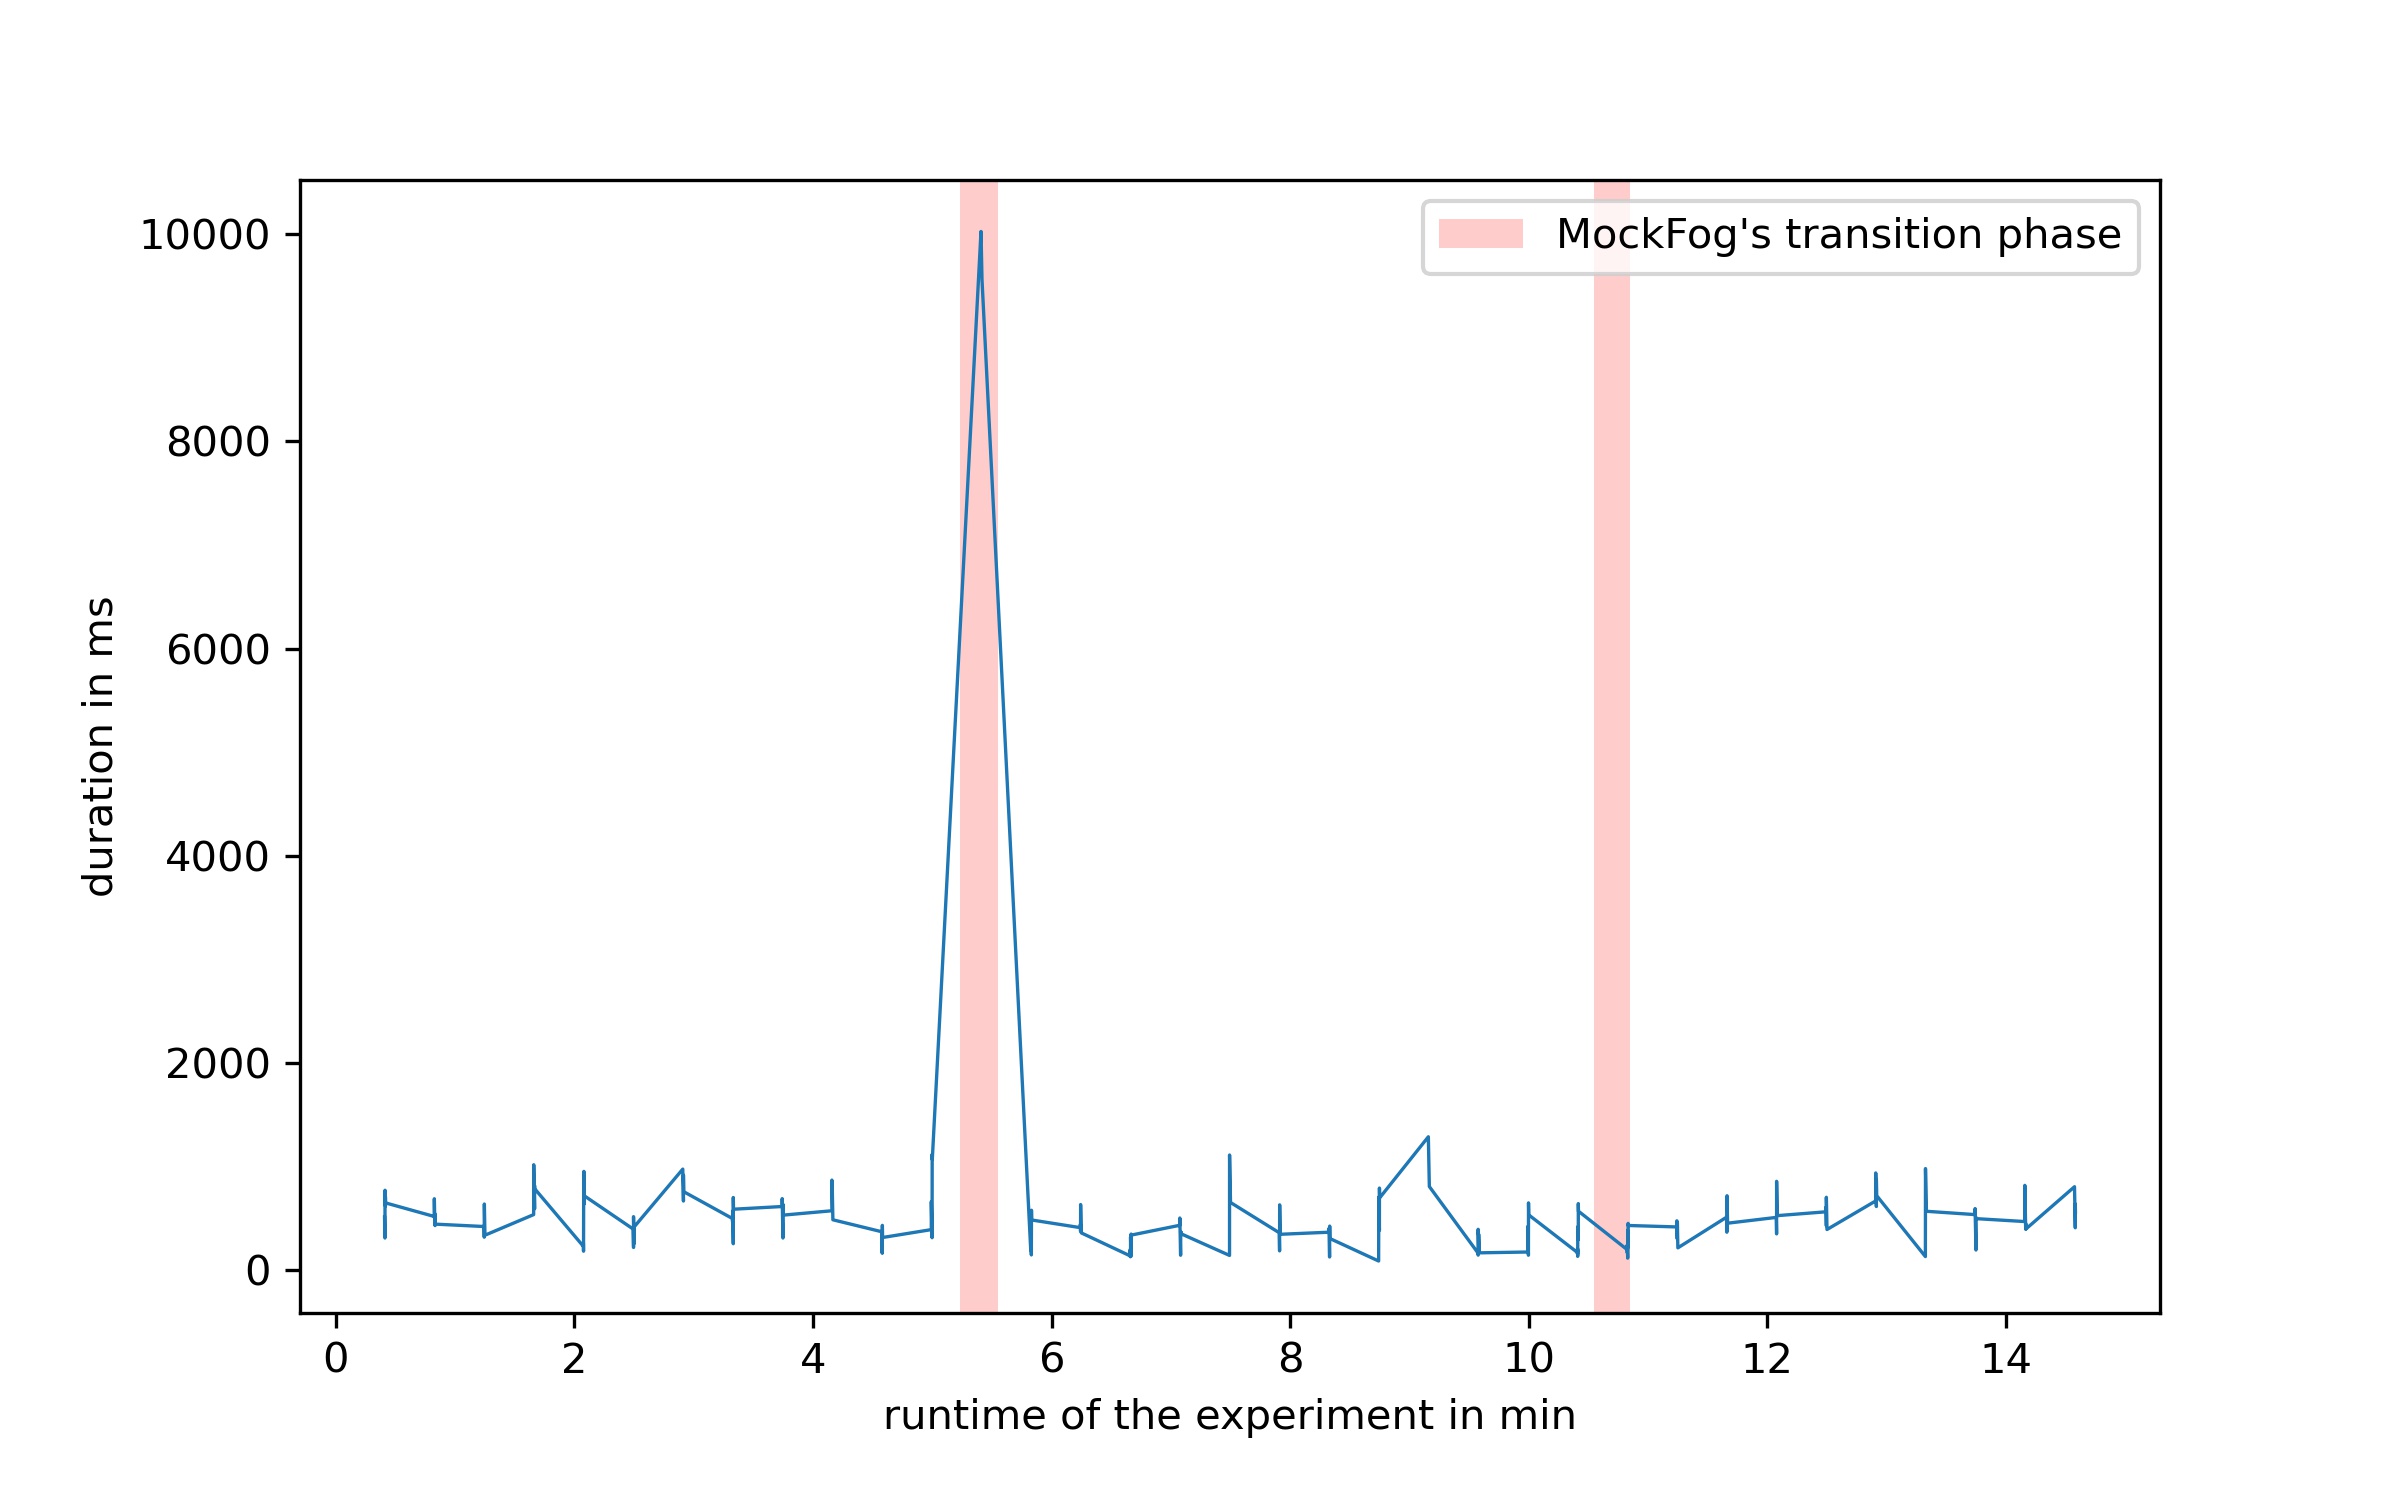 MockFog's transition phase
10000
8000
6000
4000
2000
0
duration in ms
0 2 4 6 8 10 12 14
runtime of the experiment in min